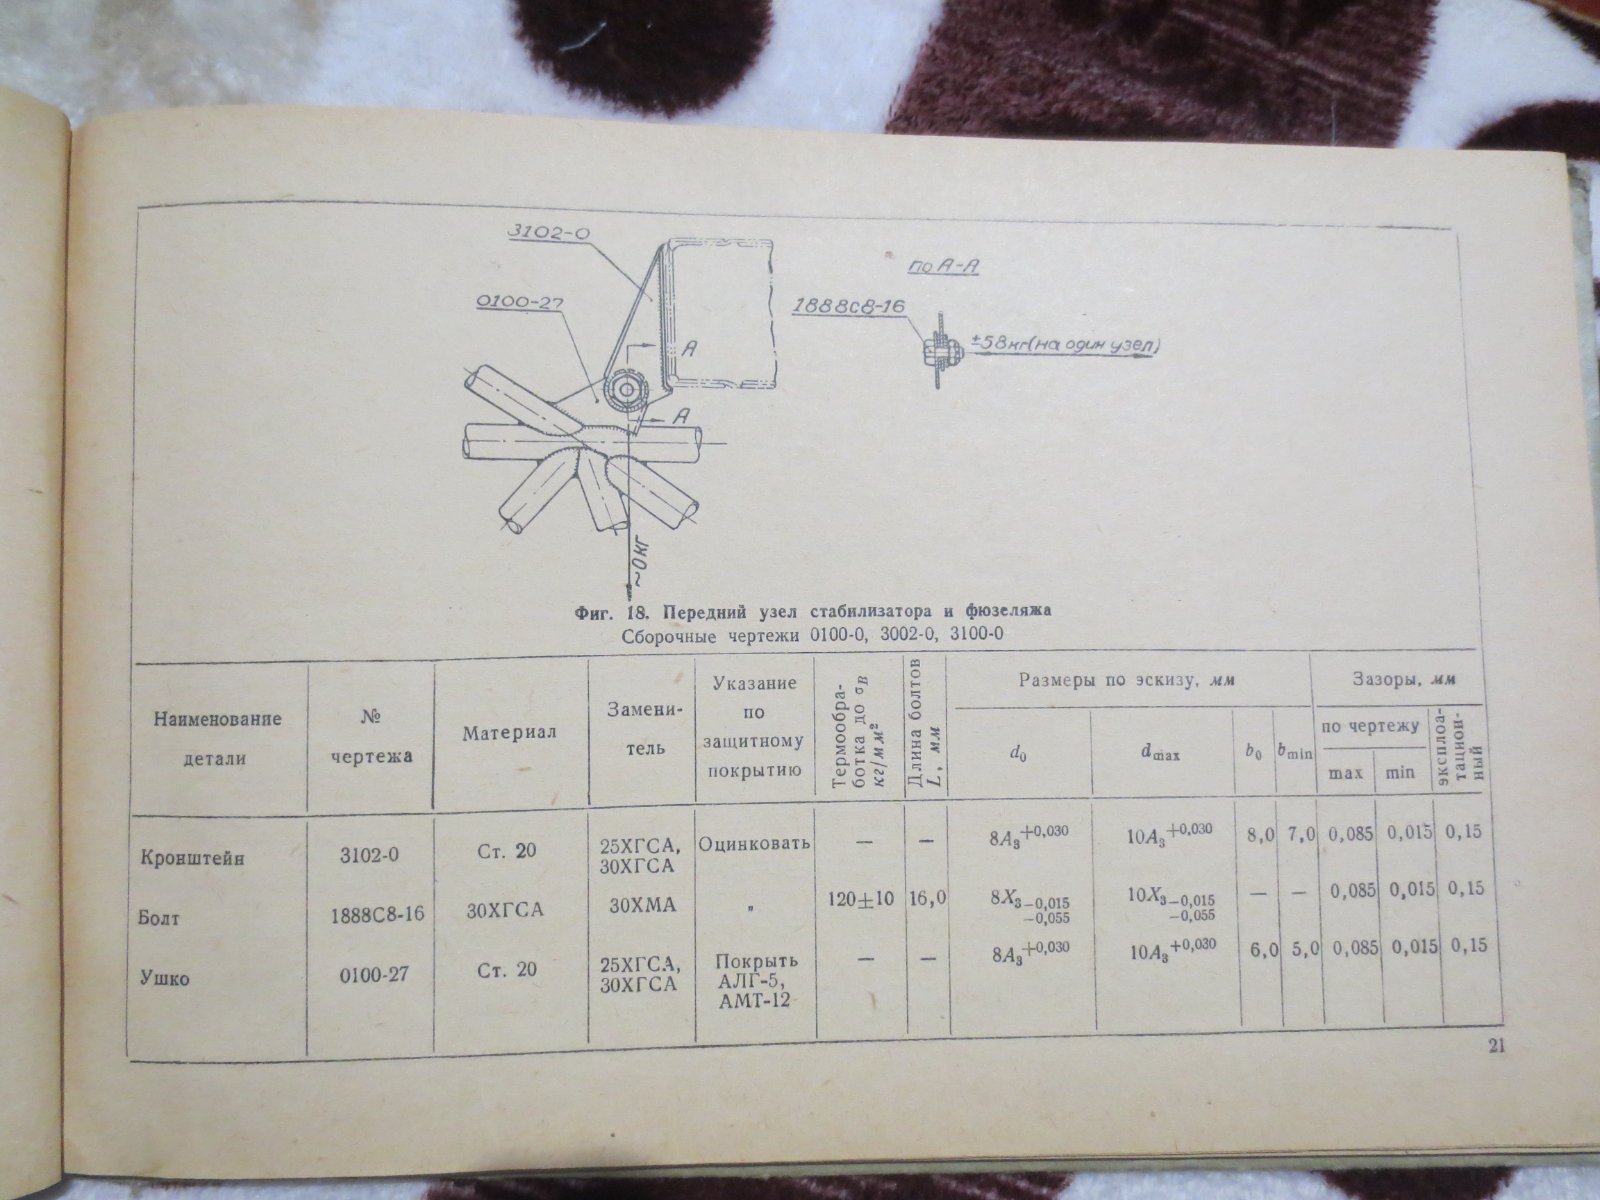 3102-0
0100-27
А
А
~0 кг
по А-А
1888с8-16
±58кг(на один узел)
Фиг. 18. Передний узел стабилизатора и фюзеляжа
Сборочные чертежи 0100-0, 3002-0, 3100-0
Наименование детали
№ чертежа
Материал
Замени-
тель
Указание
по
защитному
покрытию
Термообра-
ботка до σB
кг/мм²
Длина болтов
L, мм
Размеры по эскизу, мм
d0 dmax b0 bmin
Зазоры, мм
по чертежу
max min
эксплоа-
тацион-
ный
Кронштейн 3102-0 Ст. 20 25ХГСА, Оцинковать — — 8А3+0,030 10А3+0,030 8,0 7,0 0,085 0,015 0,15
30ХГСА
Болт 1888С8-16 30ХГСА 30ХМА „ 120±10 16,0 8Х3−0,015 10Х3−0,015 — — 0,085 0,015 0,15
−0,055 −0,055
Ушко 0100-27 Ст. 20 25ХГСА, Покрыть — — 8А3+0,030 10А3+0,030 6,0 5,0 0,085 0,015 0,15
30ХГСА АЛГ-5,
АМТ-12
21